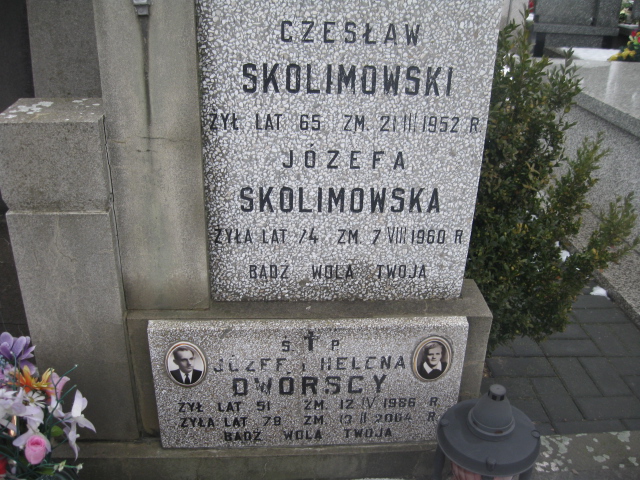 CZESŁAW
SKOLIMOWSKI
ŻYŁ LAT 65 ZM. 21 III 1952 R
JÓZEFA
SKOLIMOWSKA
ŻYŁA LAT 74 ZM. 7 VIII 1960 R
BĄDŹ WOLA TWOJA
Ś P
JÓZEF I HELENA
DWORSCY
ŻYŁ LAT 51 ZM. 12 IV 1986 R
ŻYŁA LAT 79 ZM. II 2004 R
BĄDŹ WOLA TWOJA